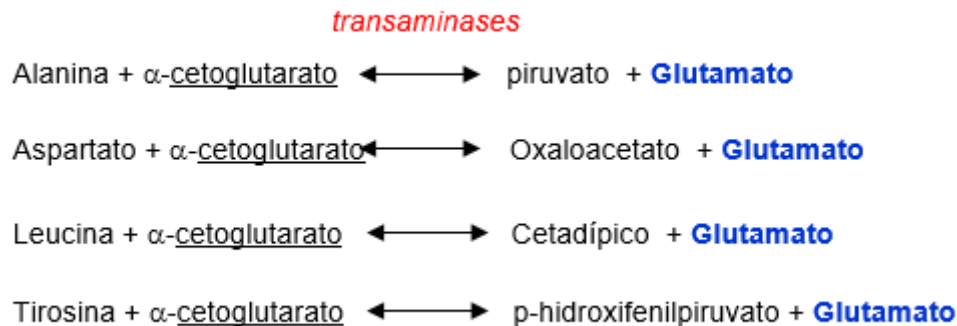 transaminases
Alanina + α-cetoglutarato ⟷ piruvato + Glutamato
Aspartato + α-cetoglutarato ⟷ Oxaloacetato + Glutamato
Leucina + α-cetoglutarato ⟷ Cetadípico + Glutamato
Tirosina + α-cetoglutarato ⟷ p-hidroxifenilpiruvato + Glutamato